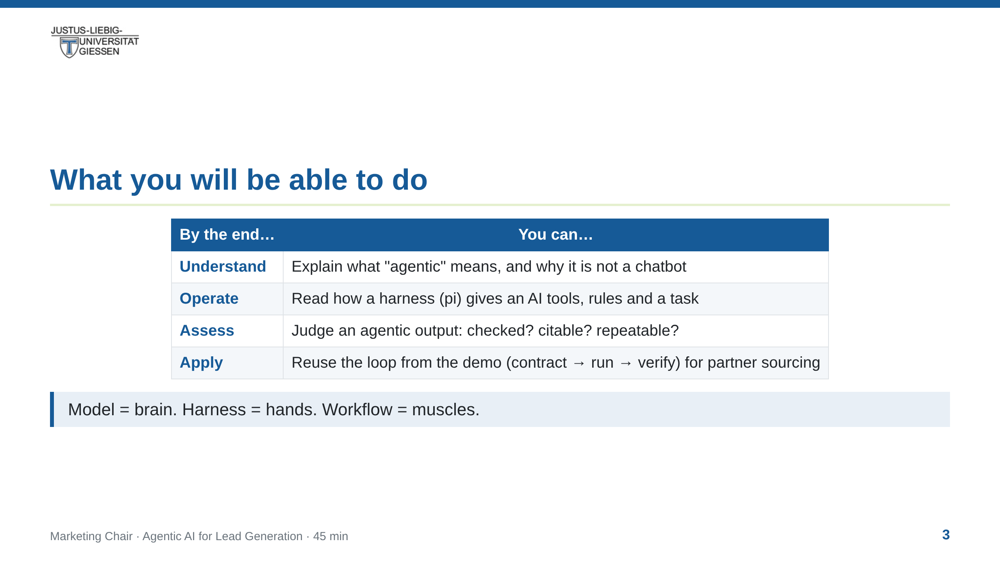 JUSTUS-LIEBIG-
UNIVERSITÄT
GIESSEN
What you will be able to do
By the end… You can…
Understand Explain what "agentic" means, and why it is not a chatbot
Operate Read how a harness (pi) gives an AI tools, rules and a task
Assess Judge an agentic output: checked? citable? repeatable?
Apply Reuse the loop from the demo (contract → run → verify) for partner sourcing
Model = brain. Harness = hands. Workflow = muscles.
Marketing Chair · Agentic AI for Lead Generation · 45 min
3